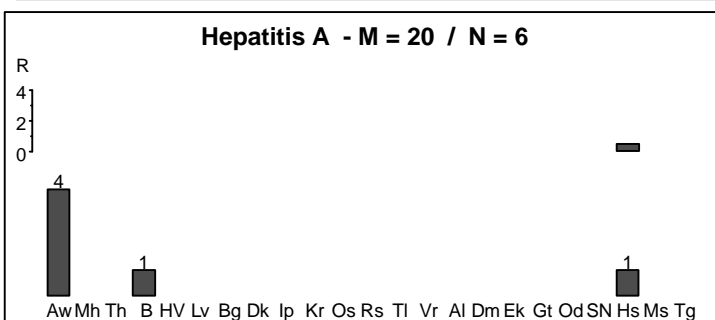 Hepatitis A - M = 20 / N = 6
R
4
2
0
4
1
1
Aw Mh Th B HV Lv Bg Dk Ip Kr Os Rs Tl Vr Al Dm Ek Gt Od SN Hs Ms Tg